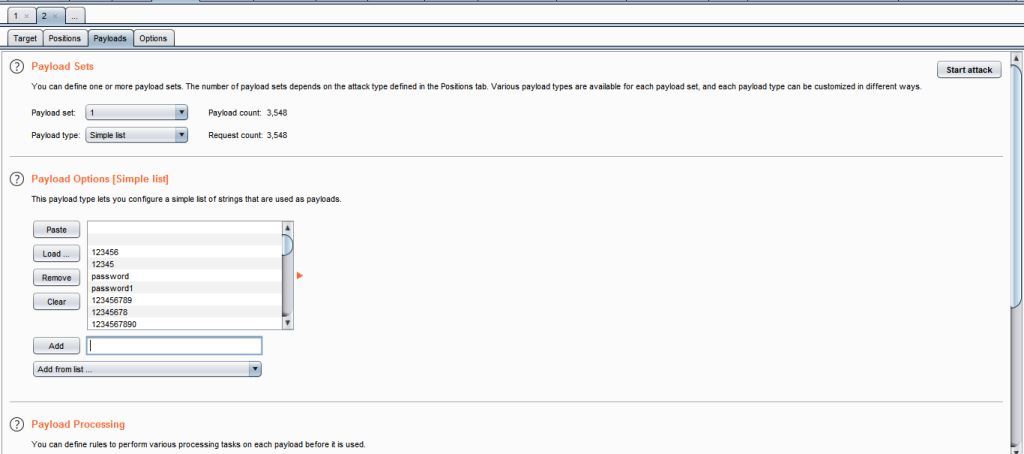 1 × 2 × ...
Target Positions Payloads Options
? Payload Sets
Start attack
You can define one or more payload sets. The number of payload sets depends on the attack type defined in the Positions tab. Various payload types are available for each payload set, and each payload type can be customized in different ways.
Payload set: 1 Payload count: 3,548
Payload type: Simple list Request count: 3,548
? Payload Options [Simple list]
This payload type lets you configure a simple list of strings that are used as payloads.
Paste
Load ...
Remove
Clear
123456
12345
password
password1
123456789
12345678
1234567890
Add
Add from list ...
? Payload Processing
You can define rules to perform various processing tasks on each payload before it is used.